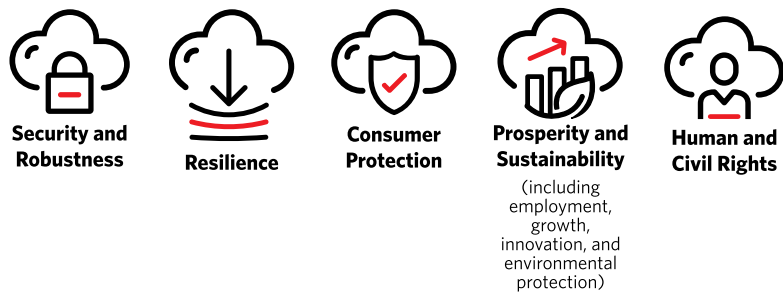 Security and
Robustness
Resilience
Consumer
Protection
Prosperity and
Sustainability
(including
employment,
growth,
innovation, and
environmental
protection)
Human and
Civil Rights